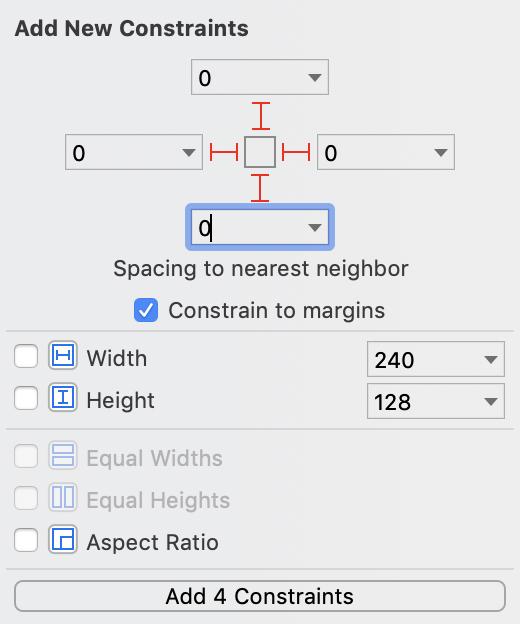 Add New Constraints
0
0
0
0
Spacing to nearest neighbor
Constrain to margins
Width
240
Height
128
Equal Widths
Equal Heights
Aspect Ratio
Add 4 Constraints